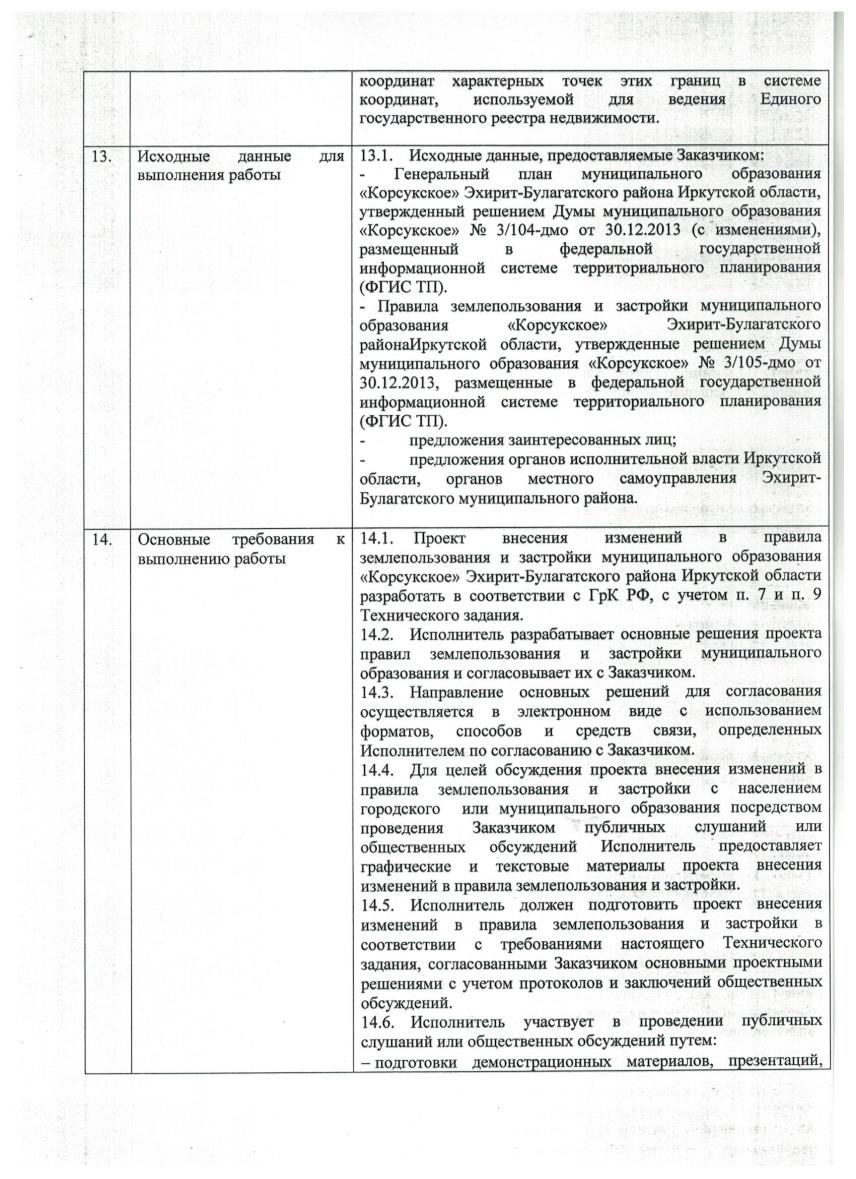 координат характерных точек этих границ в системе
координат, используемой для ведения Единого
государственного реестра недвижимости.
13. Исходные данные для
выполнения работы
13.1. Исходные данные, предоставляемые Заказчиком:
- Генеральный план муниципального образования
«Корсукское» Эхирит-Булагатского района Иркутской области,
утвержденный решением Думы муниципального образования
«Корсукское» № 3/104-дмо от 30.12.2013 (с изменениями),
размещенный в федеральной государственной
информационной системе территориального планирования
(ФГИС ТП).
- Правила землепользования и застройки муниципального
образования «Корсукское» Эхирит-Булагатского
районаИркутской области, утвержденные решением Думы
муниципального образования «Корсукское» № 3/105-дмо от
30.12.2013, размещенные в федеральной государственной
информационной системе территориального планирования
(ФГИС ТП).
- предложения заинтересованных лиц;
- предложения органов исполнительной власти Иркутской
области, органов местного самоуправления Эхирит-
Булагатского муниципального района.
14. Основные требования к
выполнению работы
14.1. Проект внесения изменений в правила
землепользования и застройки муниципального образования
«Корсукское» Эхирит-Булагатского района Иркутской области
разработать в соответствии с ГрК РФ, с учетом п. 7 и п. 9
Технического задания.
14.2. Исполнитель разрабатывает основные решения проекта
правил землепользования и застройки муниципального
образования и согласовывает их с Заказчиком.
14.3. Направление основных решений для согласования
осуществляется в электронном виде с использованием
форматов, способов и средств связи, определенных
Исполнителем по согласованию с Заказчиком.
14.4. Для целей обсуждения проекта внесения изменений в
правила землепользования и застройки с населением
городского или муниципального образования посредством
проведения Заказчиком публичных слушаний или
общественных обсуждений Исполнитель предоставляет
графические и текстовые материалы проекта внесения
изменений в правила землепользования и застройки.
14.5. Исполнитель должен подготовить проект внесения
изменений в правила землепользования и застройки в
соответствии с требованиями настоящего Технического
задания, согласованными Заказчиком основными проектными
решениями с учетом протоколов и заключений общественных
обсуждений.
14.6. Исполнитель участвует в проведении публичных
слушаний или общественных обсуждений путем:
– подготовки демонстрационных материалов, презентаций,